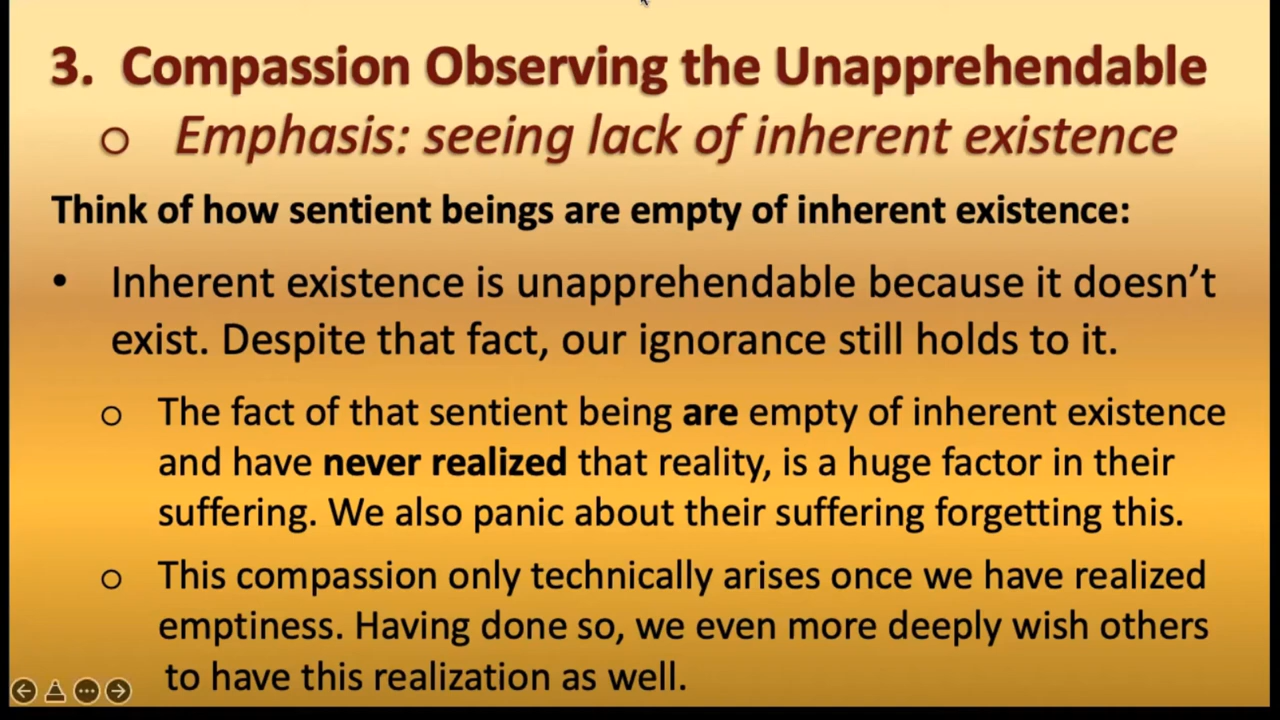 3. Compassion Observing the Unapprehendable
o Emphasis: seeing lack of inherent existence
Think of how sentient beings are empty of inherent existence:
• Inherent existence is unapprehendable because it doesn’t
exist. Despite that fact, our ignorance still holds to it.
o The fact of that sentient being are empty of inherent existence
and have never realized that reality, is a huge factor in their
suffering. We also panic about their suffering forgetting this.
o This compassion only technically arises once we have realized
emptiness. Having done so, we even more deeply wish others
to have this realization as well.